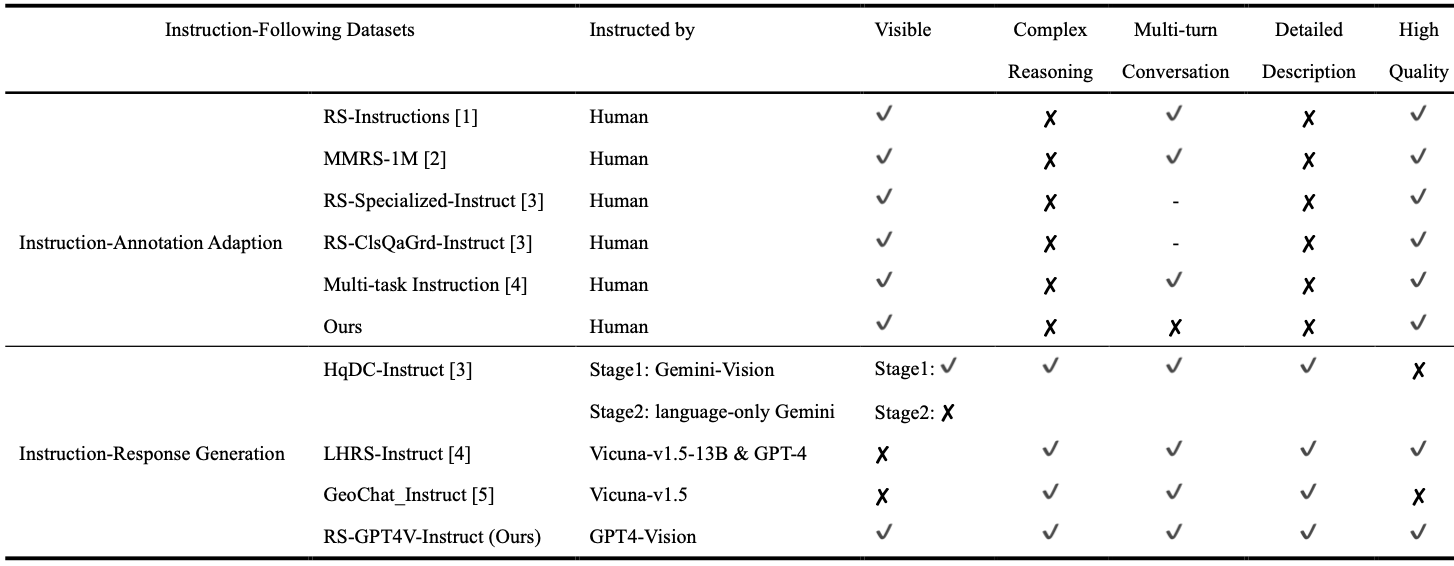 Instruction-Following Datasets Instructed by Visible Complex Multi-turn Detailed High
Reasoning Conversation Description Quality
RS-Instructions [1] Human ✓ ✗ ✓ ✗ ✓
MMRS-1M [2] Human ✓ ✗ ✓ ✗ ✓
RS-Specialized-Instruct [3] Human ✓ ✗ - ✗ ✓
Instruction-Annotation Adaption RS-ClsQaGrd-Instruct [3] Human ✓ ✗ - ✗ ✓
Multi-task Instruction [4] Human ✓ ✗ ✓ ✗ ✓
Ours Human ✓ ✗ ✗ ✗ ✓
HqDC-Instruct [3] Stage1: Gemini-Vision Stage1: ✓ ✓ ✓ ✓ ✗
Stage2: language-only Gemini Stage2: ✗
Instruction-Response Generation LHRS-Instruct [4] Vicuna-v1.5-13B & GPT-4 ✗ ✓ ✓ ✓ ✓
GeoChat_Instruct [5] Vicuna-v1.5 ✗ ✓ ✓ ✓ ✗
RS-GPT4V-Instruct (Ours) GPT4-Vision ✓ ✓ ✓ ✓ ✓